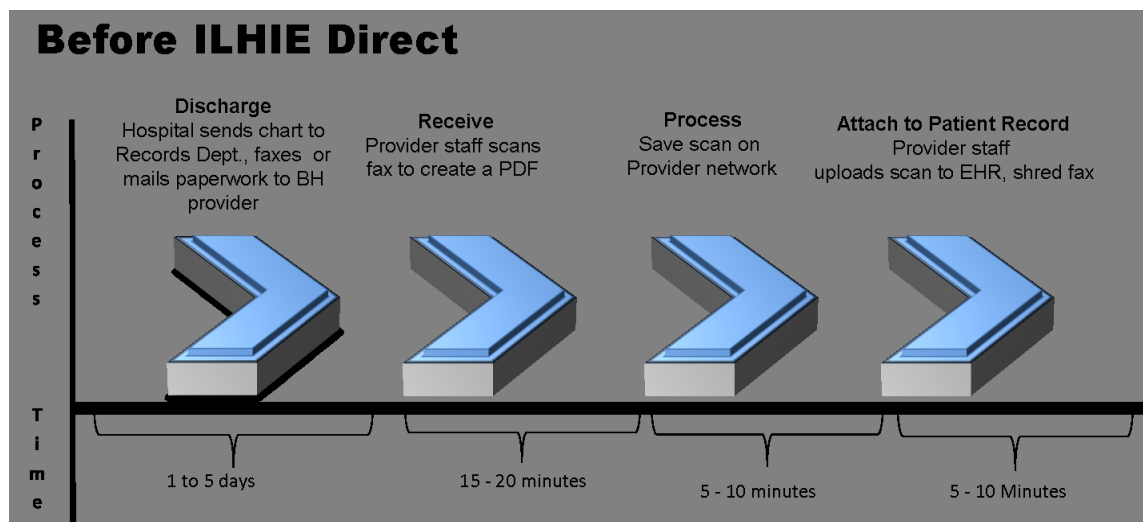 Before ILHIE Direct
Process
Discharge
Hospital sends chart to
Records Dept., faxes or
mails paperwork to BH
provider
Receive
Provider staff scans
fax to create a PDF
Process
Save scan on
Provider network
Attach to Patient Record
Provider staff
uploads scan to EHR, shred fax
Time
1 to 5 days
15 - 20 minutes
5 - 10 minutes
5 - 10 Minutes